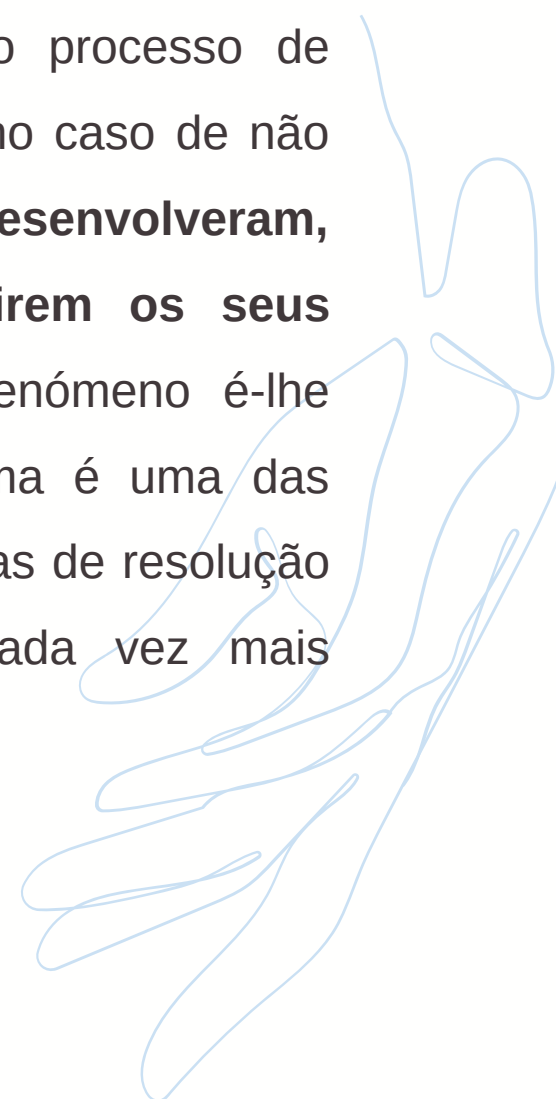 o processo de
no caso de não
esenvolveram,
irem os seus
enómeno é-lhe
ma é uma das
as de resolução
ada vez mais